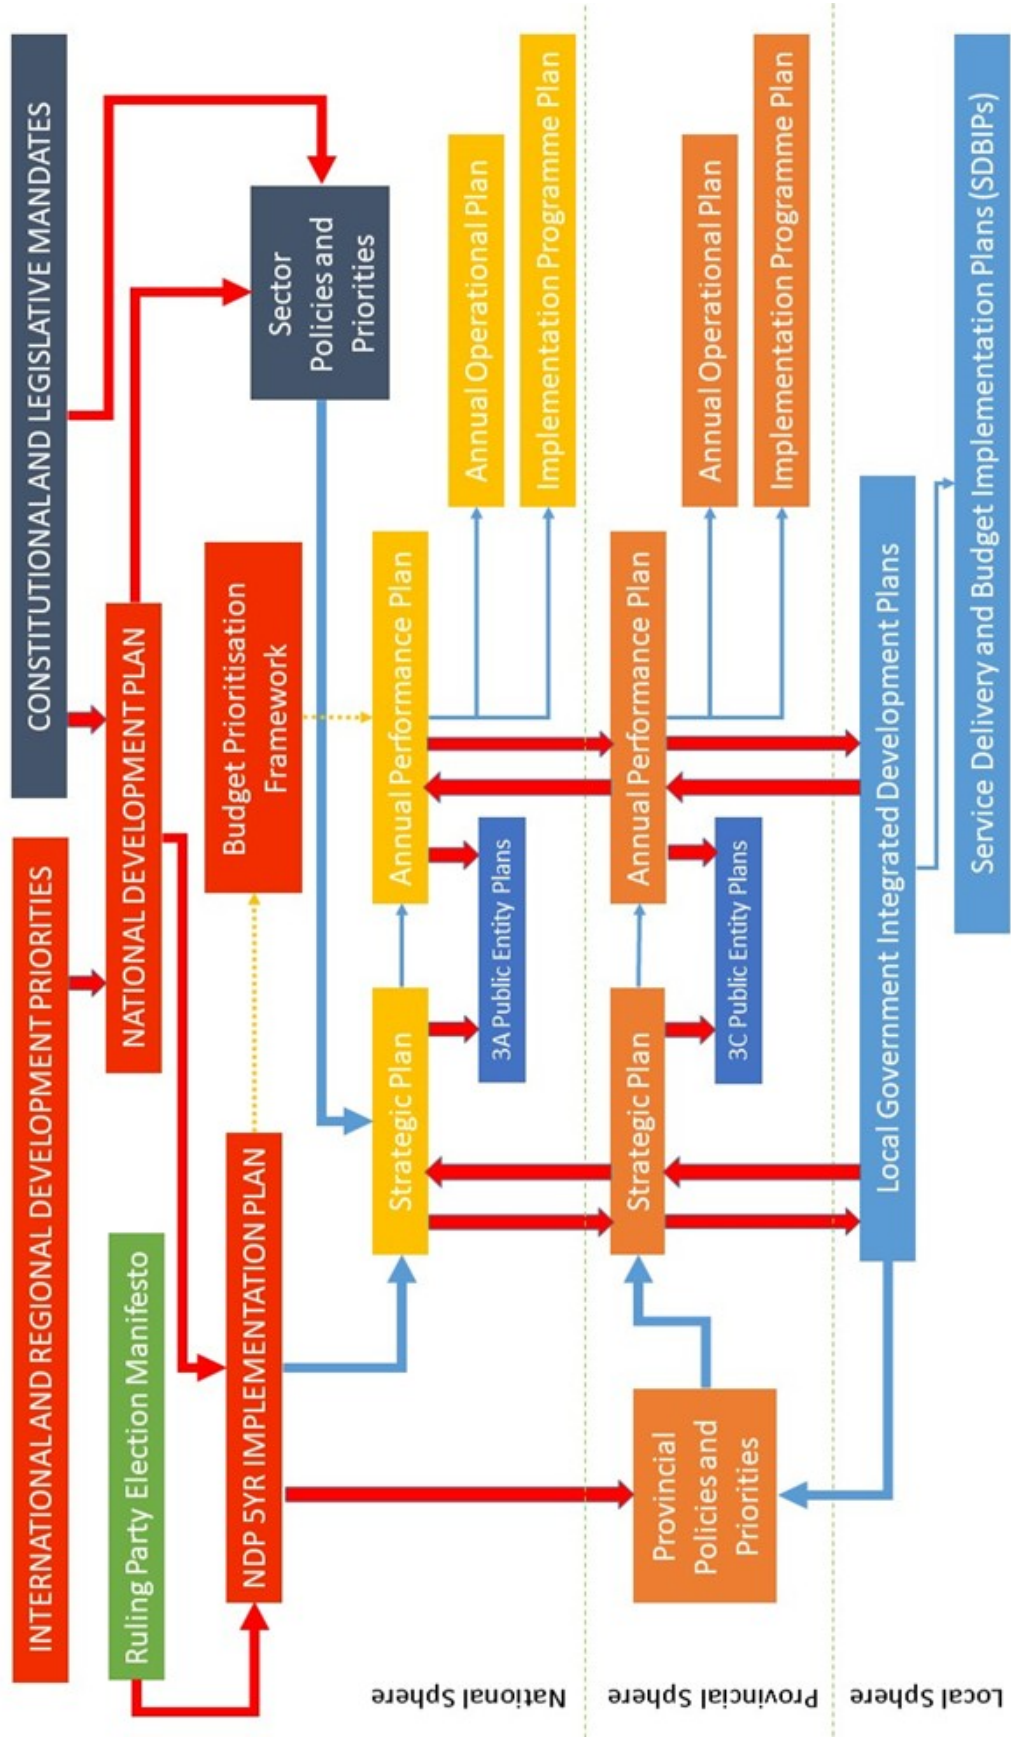 INTERNATIONAL AND REGIONAL DEVELOPMENT PRIORITIES
CONSTITUTIONAL AND LEGISLATIVE MANDATES
Ruling Party Election Manifesto
NATIONAL DEVELOPMENT PLAN
NDP 5YR IMPLEMENTATION PLAN
Budget Prioritisation
Framework
Sector
Policies and
Priorities
National Sphere
Strategic Plan
Annual Performance Plan
Annual Operational Plan
3A Public Entity Plans
Implementation Programme Plan
Provincial Sphere
Provincial
Policies and
Priorities
Strategic Plan
Annual Performance Plan
Annual Operational Plan
3C Public Entity Plans
Implementation Programme Plan
Local Sphere
Local Government Integrated Development Plans
Service Delivery and Budget Implementation Plans (SDBIPs)